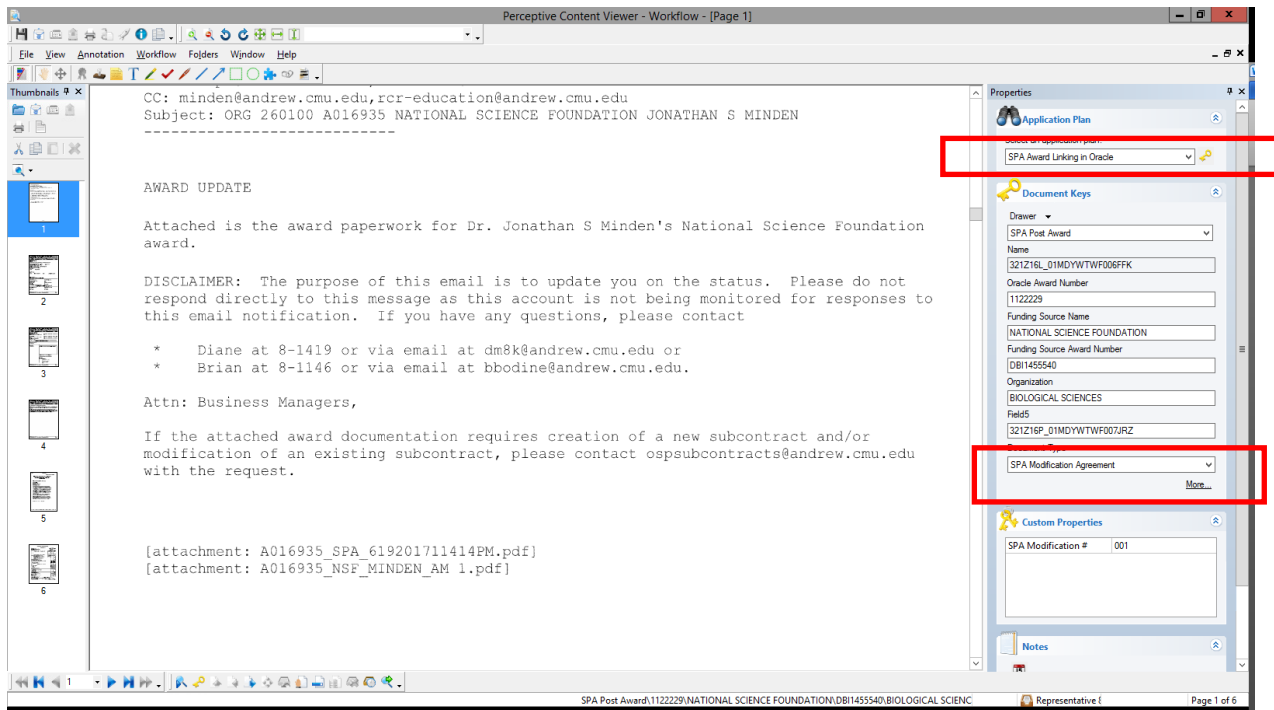 Perceptive Content Viewer - Workflow - [Page 1]
File View Annotation Workflow Folders Window Help
Thumbnails
1
2
3
4
5
6
CC: minden@andrew.cmu.edu,rcr-education@andrew.cmu.edu
Subject: ORG 260100 A016935 NATIONAL SCIENCE FOUNDATION JONATHAN S MINDEN
----------------------------
AWARD UPDATE
Attached is the award paperwork for Dr. Jonathan S Minden's National Science Foundation
award.
DISCLAIMER: The purpose of this email is to update you on the status. Please do not
respond directly to this message as this account is not being monitored for responses to
this email notification. If you have any questions, please contact
* Diane at 8-1419 or via email at dm8k@andrew.cmu.edu or
* Brian at 8-1146 or via email at bbodine@andrew.cmu.edu.
Attn: Business Managers,
If the attached award documentation requires creation of a new subcontract and/or
modification of an existing subcontract, please contact ospsubcontracts@andrew.cmu.edu
with the request.
[attachment: A016935_SPA_619201711414PM.pdf]
[attachment: A016935_NSF_MINDEN_AM 1.pdf]
Properties
Application Plan
Select an application plan:
SPA Award Linking in Oracle
Document Keys
Drawer
SPA Post Award
Name
321Z16L_01MDYWTWF006FFK
Oracle Award Number
1122229
Funding Source Name
NATIONAL SCIENCE FOUNDATION
Funding Source Award Number
DBI1455540
Organization
BIOLOGICAL SCIENCES
Field5
321Z16P_01MDYWTWF007JRZ
Document Type
SPA Modification Agreement
More...
Custom Properties
SPA Modification # 001
Notes
1
SPA Post Award\1122229\NATIONAL SCIENCE FOUNDATION\DBI1455540\BIOLOGICAL SCIENC
Representative
Page 1 of 6